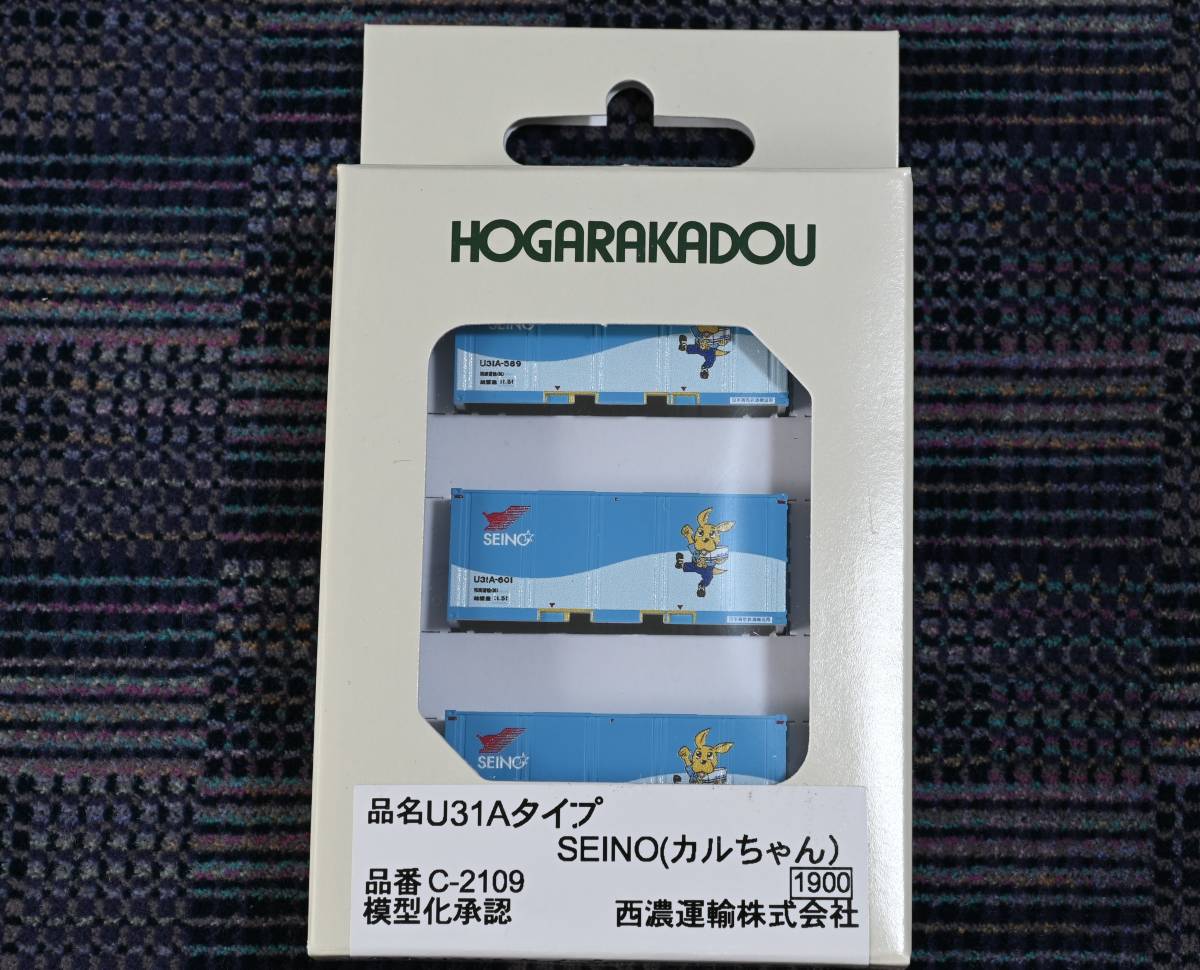 HOGARAKADOU
SEINO
U31A-589
SEINO
U31A-601
SEINO
品名U31Aタイプ
SEINO(カルちゃん)
品番 C-2109
1900
模型化承認 西濃運輸株式会社